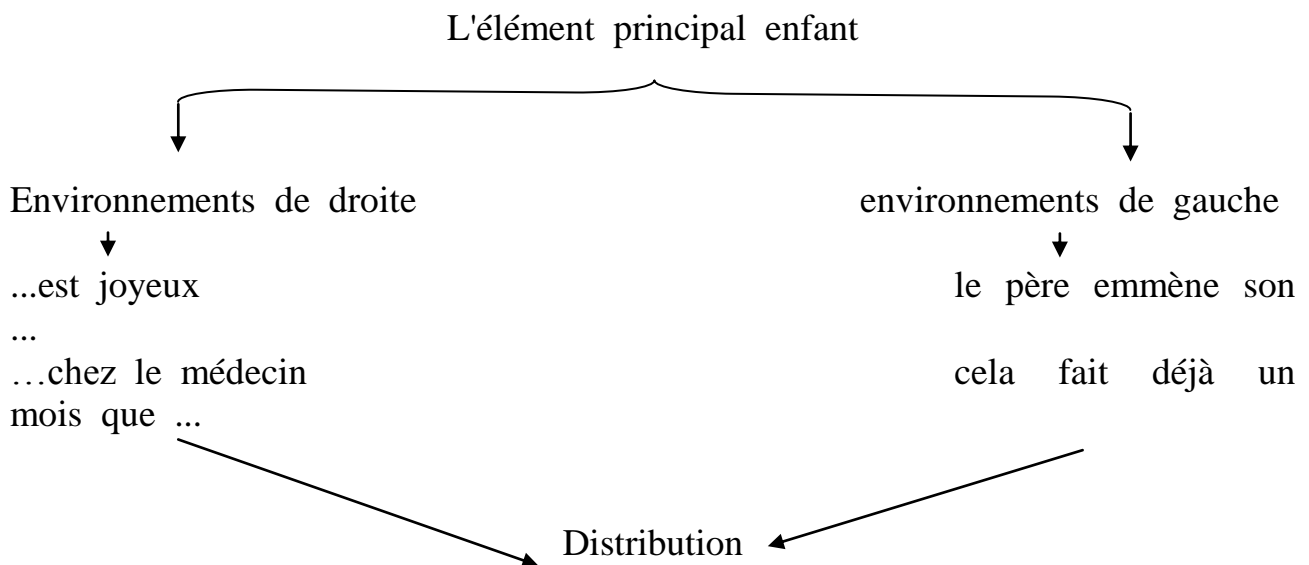 L'élément principal enfant
Environnements de droite environnements de gauche
...est joyeux le père emmène son
...
…chez le médecin cela fait déjà un
mois que ...
Distribution